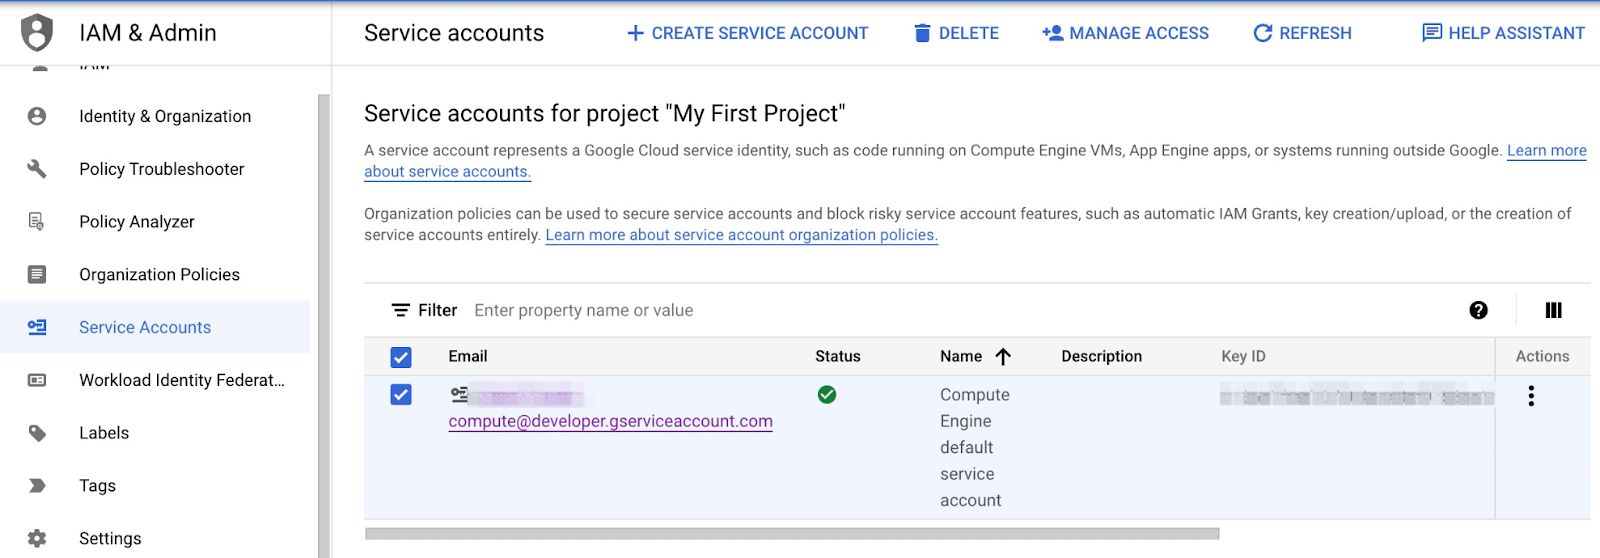 IAM & Admin
Service accounts
CREATE SERVICE ACCOUNT
DELETE
MANAGE ACCESS
REFRESH
HELP ASSISTANT
IAM
Identity & Organization
Policy Troubleshooter
Policy Analyzer
Organization Policies
Service Accounts
Workload Identity Federat...
Labels
Tags
Settings
Service accounts for project "My First Project"
A service account represents a Google Cloud service identity, such as code running on Compute Engine VMs, App Engine apps, or systems running outside Google. Learn more
about service accounts.
Organization policies can be used to secure service accounts and block risky service account features, such as automatic IAM Grants, key creation/upload, or the creation of
service accounts entirely. Learn more about service account organization policies.
Filter Enter property name or value
Email Status Name Description Key ID Actions
compute@developer.gserviceaccount.com
Compute
Engine
default
service
account